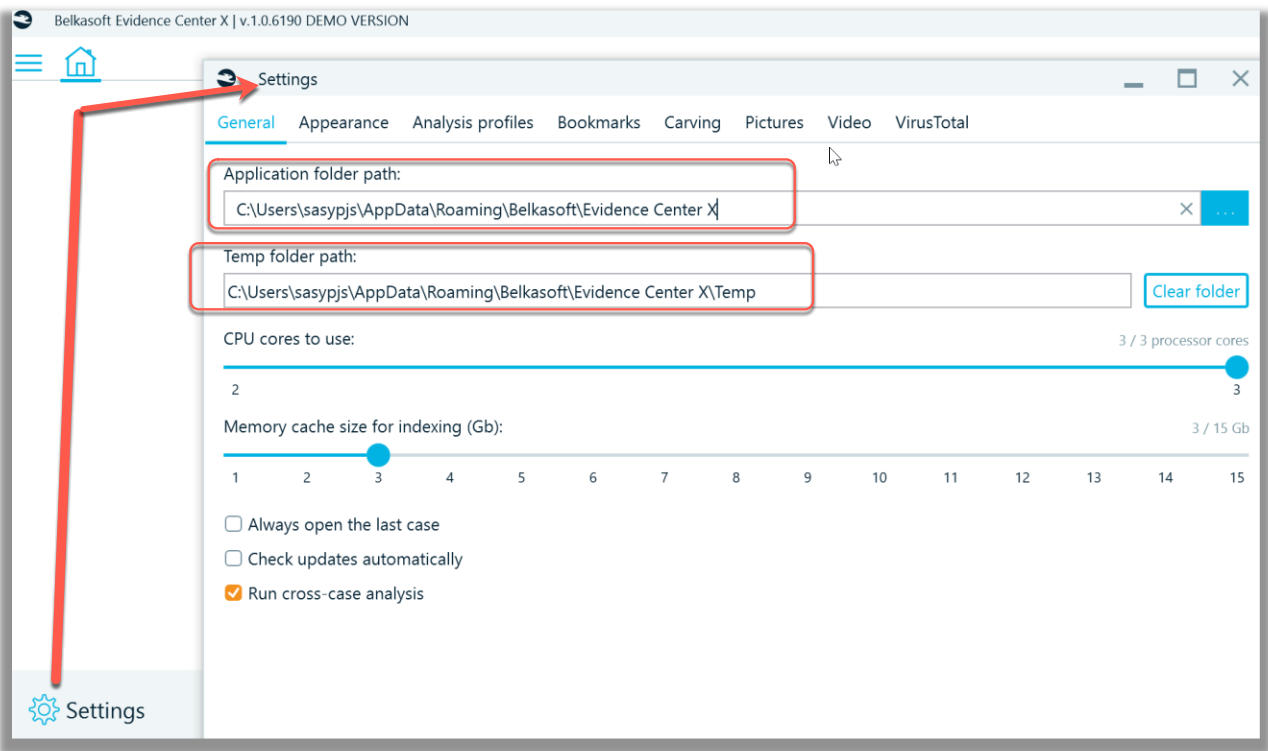 Belkasoft Evidence Center X | v.1.0.6190 DEMO VERSION
Settings
General Appearance Analysis profiles Bookmarks Carving Pictures Video VirusTotal
Application folder path:
C:\Users\sasypjs\AppData\Roaming\Belkasoft\Evidence Center X
...
Temp folder path:
C:\Users\sasypjs\AppData\Roaming\Belkasoft\Evidence Center X\Temp
Clear folder
CPU cores to use:
3 / 3 processor cores
2 3
Memory cache size for indexing (Gb):
3 / 15 Gb
1 2 3 4 5 6 7 8 9 10 11 12 13 14 15
Always open the last case
Check updates automatically
Run cross-case analysis
Settings